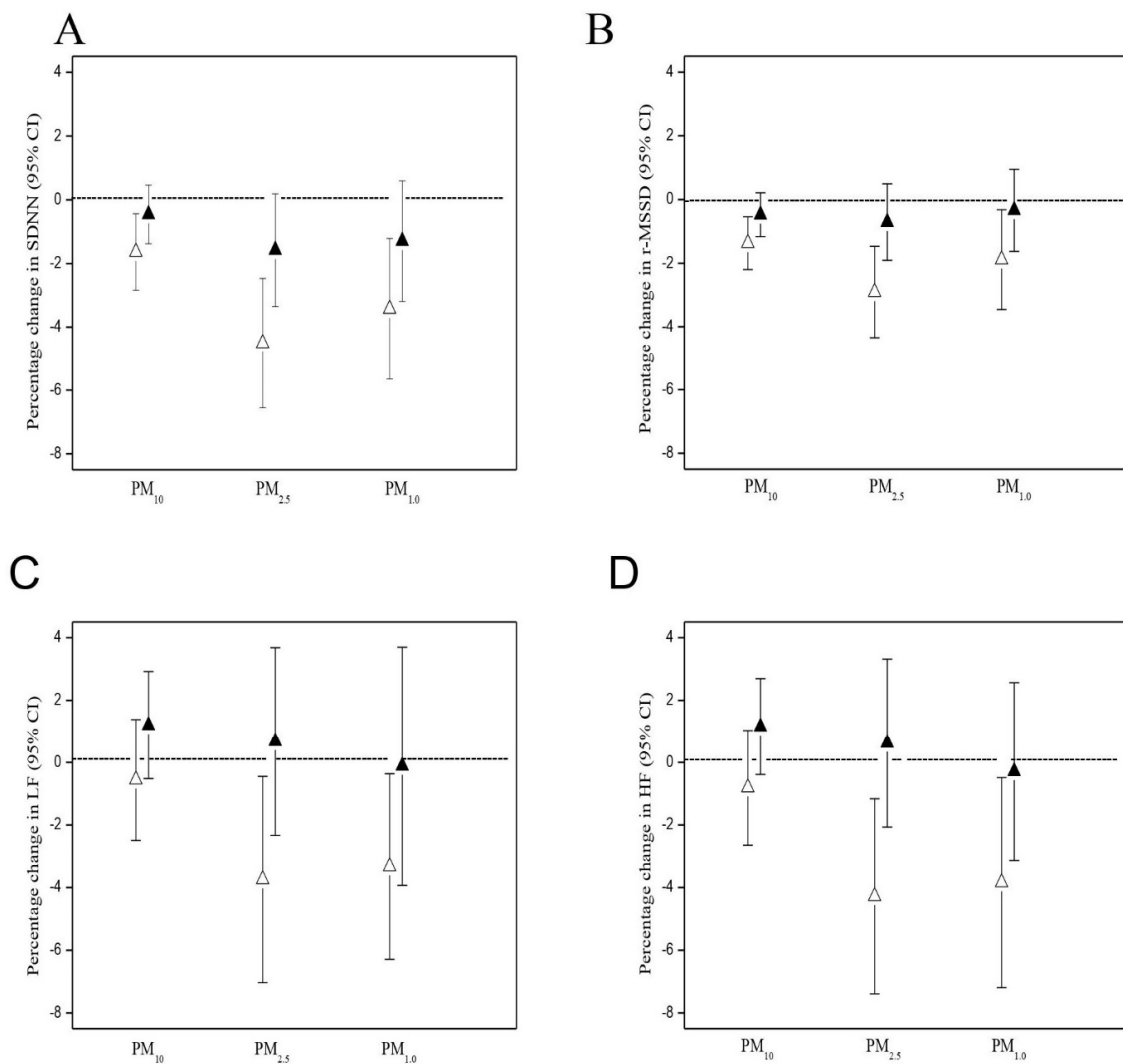 A
Percentage change in SDNN (95% CI)
4
2
0
-2
-4
-6
-8
PM10
PM2.5
PM1.0
B
Percentage change in r-MSSD (95% CI)
4
2
0
-2
-4
-6
-8
PM10
PM2.5
PM1.0
C
Percentage change in LF (95% CI)
4
2
0
-2
-4
-6
-8
PM10
PM2.5
PM1.0
D
Percentage change in HF (95% CI)
4
2
0
-2
-4
-6
-8
PM10
PM2.5
PM1.0